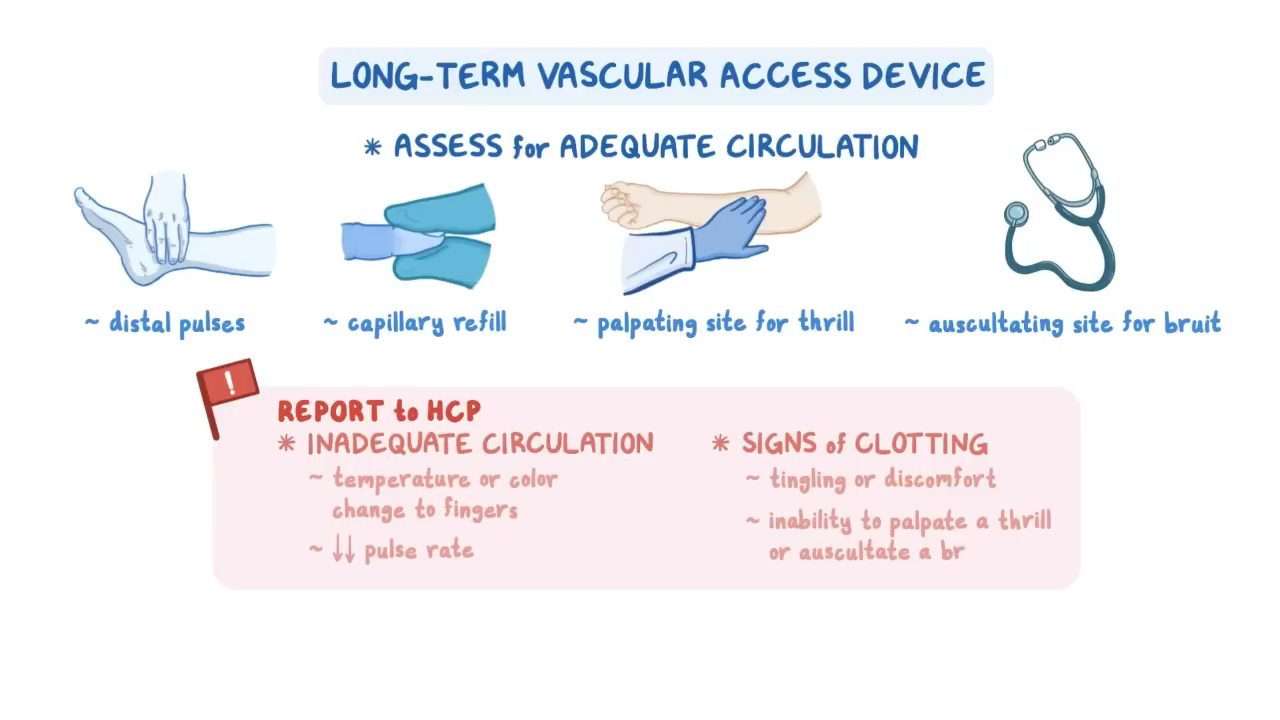 LONG-TERM VASCULAR ACCESS DEVICE
* ASSESS for ADEQUATE CIRCULATION
~ distal pulses
~ capillary refill
~ palpating site for thrill
~ auscultating site for bruit
!
REPORT to HCP
* INADEQUATE CIRCULATION
~ temperature or color
change to fingers
~ ↓↓ pulse rate
* SIGNS of CLOTTING
~ tingling or discomfort
~ inability to palpate a thrill
or auscultate a br